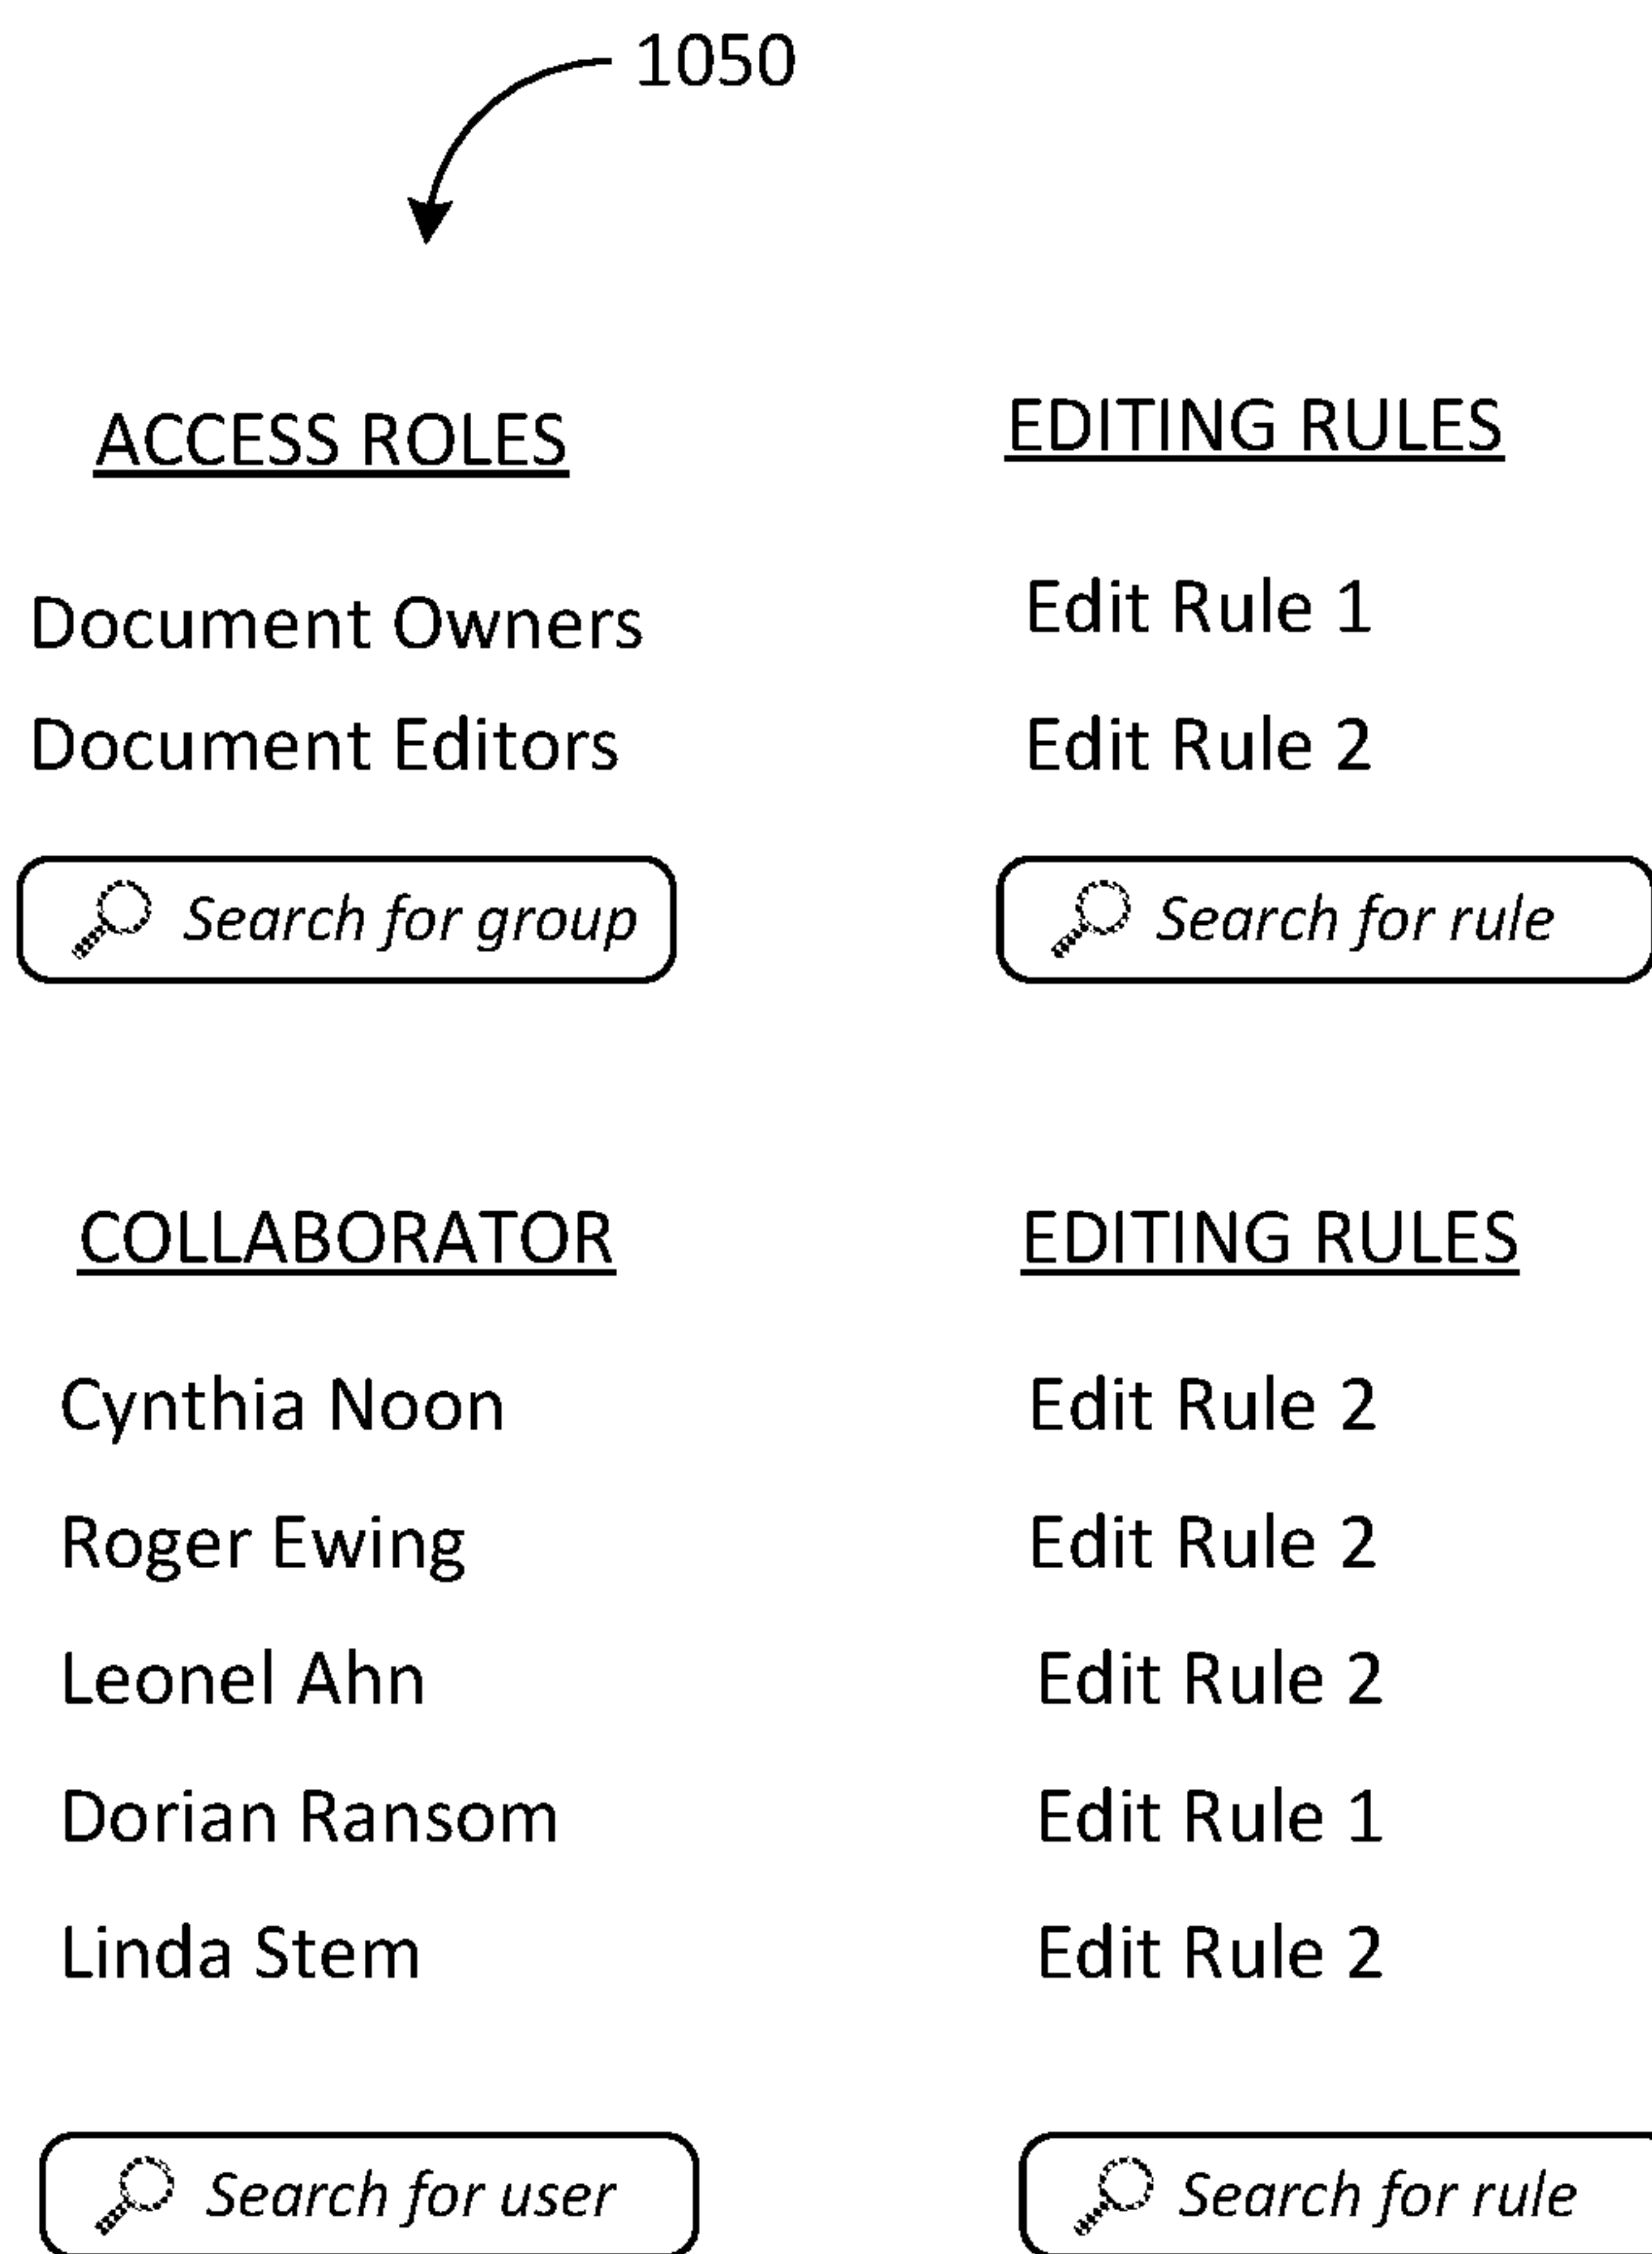 1050
ACCESS ROLES EDITING RULES
Document Owners Edit Rule 1
Document Editors Edit Rule 2
Search for group Search for rule
COLLABORATOR EDITING RULES
Cynthia Noon Edit Rule 2
Roger Ewing Edit Rule 2
Leonel Ahn Edit Rule 2
Dorian Ransom Edit Rule 1
Linda Stem Edit Rule 2
Search for user Search for rule